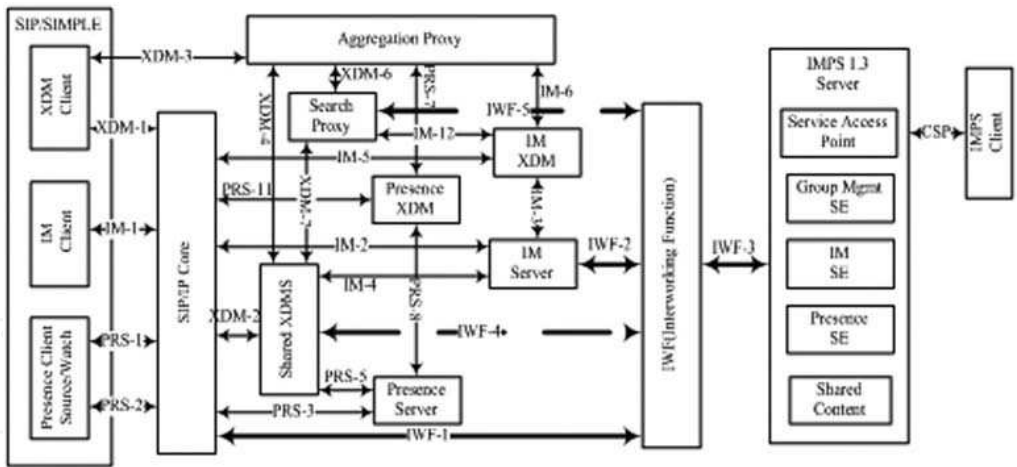 SIP/SIMPLE
XDM
Client
IM
Client
Presence Client
Source/Watch
XDM-3
XDM-1
IM-1
PRS-1
PRS-2
SIP/IP Core
Aggregation Proxy
XDM-4
XDM-6
PRS-7
IM-6
Search
Proxy
IWF-5
IM-12
IM
XDM
IM-5
PRS-11
XDM-7
Presence
XDM
IM-3
IM-2
IM
Server
IWF-2
IM-4
PRS-8
XDM-2
Shared XDMS
IWF-4
PRS-5
Presence
Server
PRS-3
IWF-1
IWF(Interworking Function)
IWF-3
IMPS 1.3
Server
Service Access
Point
Group Mgmt
SE
IM
SE
Presence
SE
Shared
Content
CSP
IMPS
Client